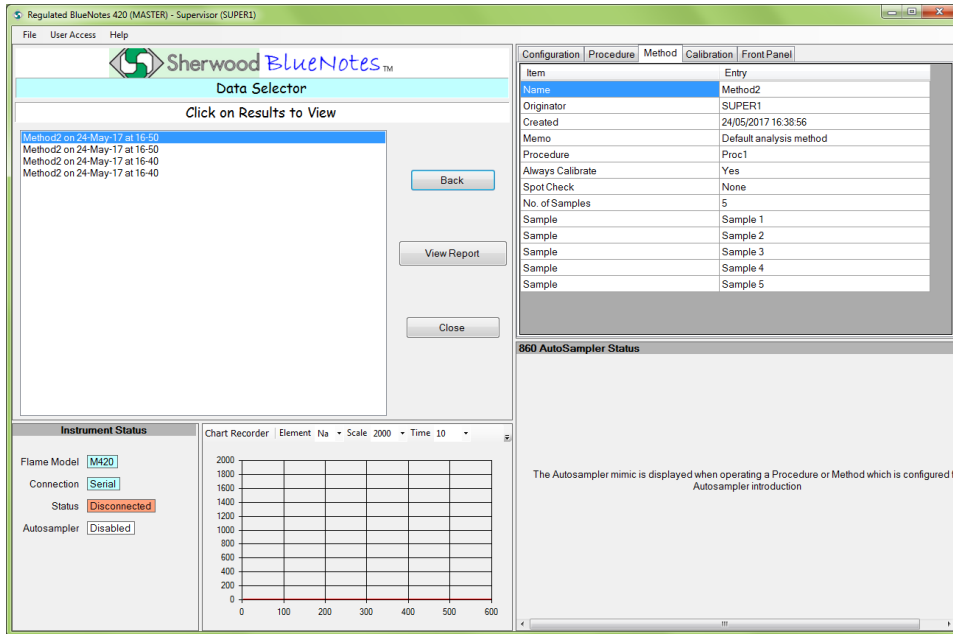 Regulated BlueNotes 420 (MASTER) - Supervisor (SUPER1)
File User Access Help
Sherwood BlueNotes TM
Data Selector
Click on Results to View
Method2 on 24-May-17 at 16-50
Method2 on 24-May-17 at 16-50
Method2 on 24-May-17 at 16-40
Method2 on 24-May-17 at 16-40
Back
View Report
Close
Configuration Procedure Method Calibration Front Panel
Item Entry
Name Method2
Originator SUPER1
Created 24/05/2017 16:38:56
Memo Default analysis method
Procedure Proc1
Always Calibrate Yes
Spot Check None
No. of Samples 5
Sample Sample 1
Sample Sample 2
Sample Sample 3
Sample Sample 4
Sample Sample 5
860 AutoSampler Status
The Autosampler mimic is displayed when operating a Procedure or Method which is configured f
Autosampler introduction
Instrument Status
Flame Model M420
Connection Serial
Status Disconnected
Autosampler Disabled
Chart Recorder Element Na Scale 2000 Time 10
2000
1800
1600
1400
1200
1000
800
600
400
200
0
0 100 200 300 400 500 600